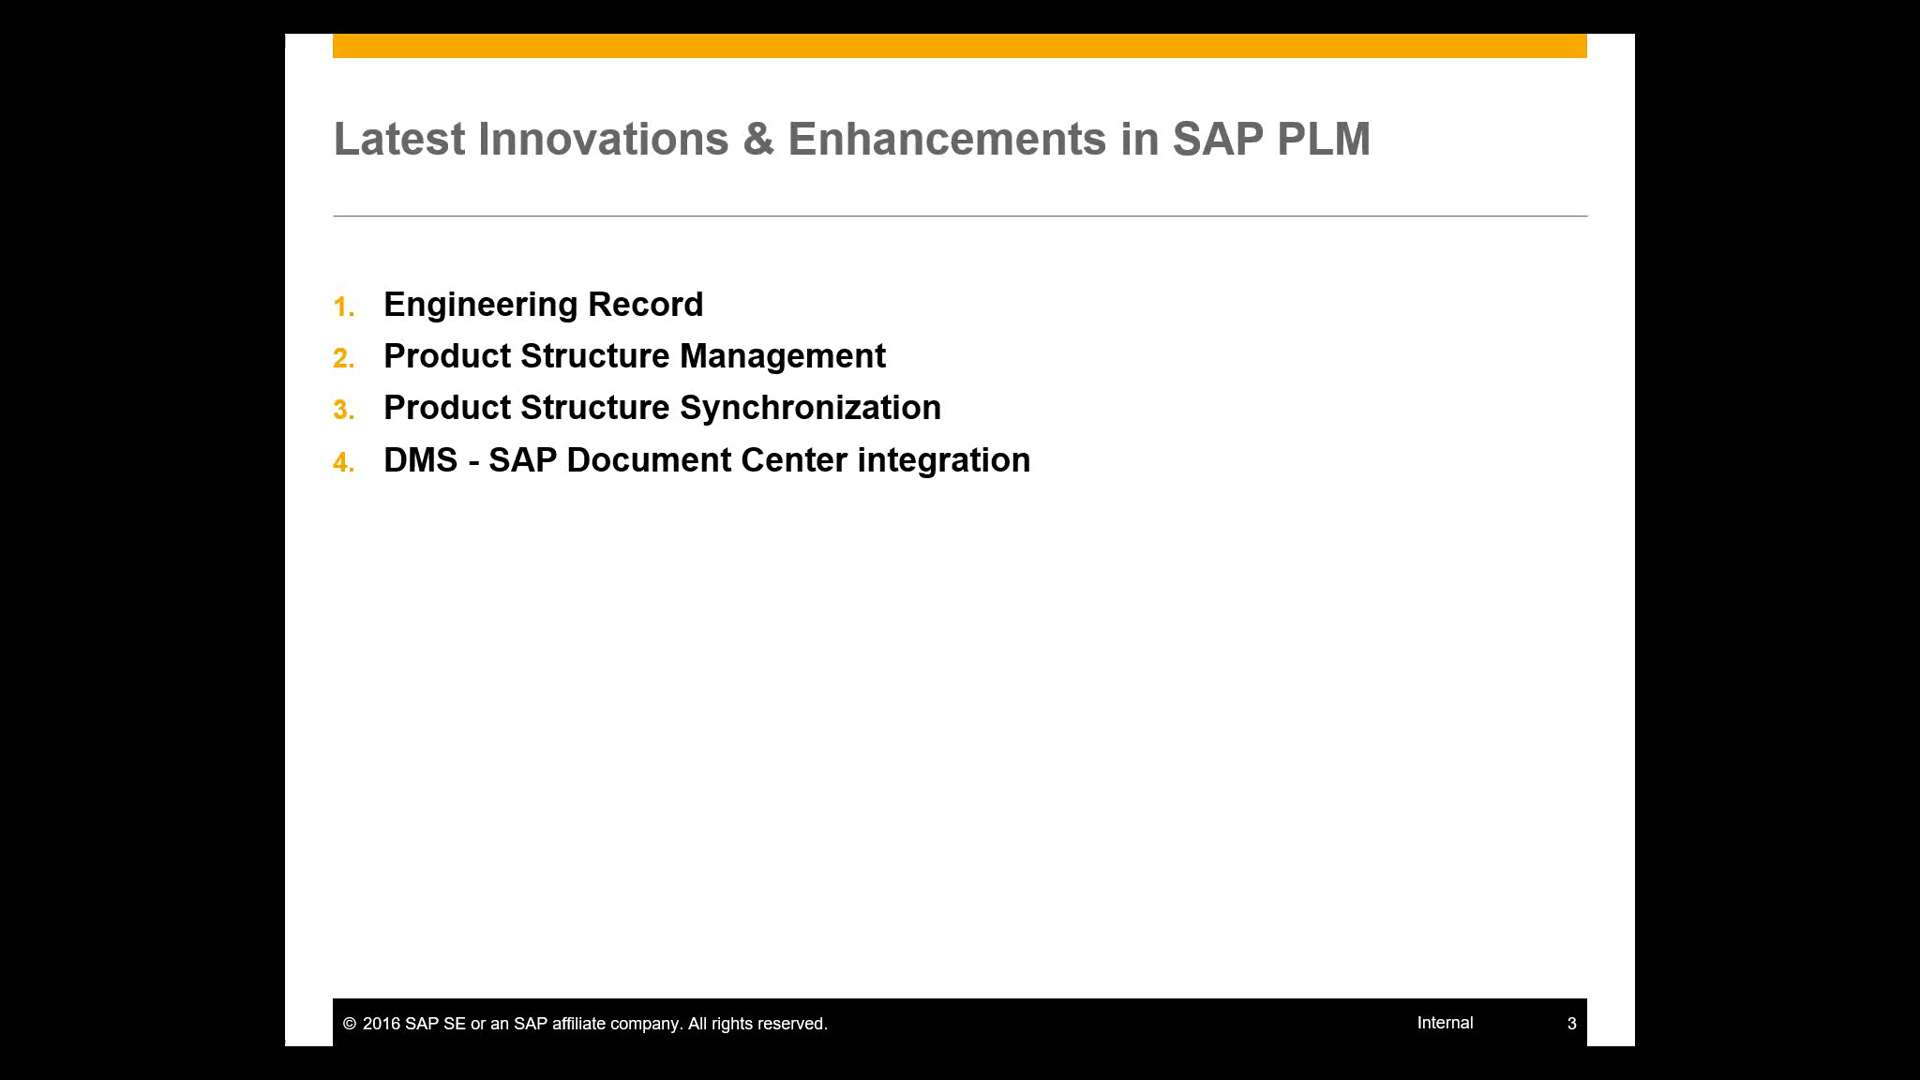 Latest Innovations & Enhancements in SAP PLM
1. Engineering Record
2. Product Structure Management
3. Product Structure Synchronization
4. DMS - SAP Document Center integration
© 2016 SAP SE or an SAP affiliate company. All rights reserved. Internal 3